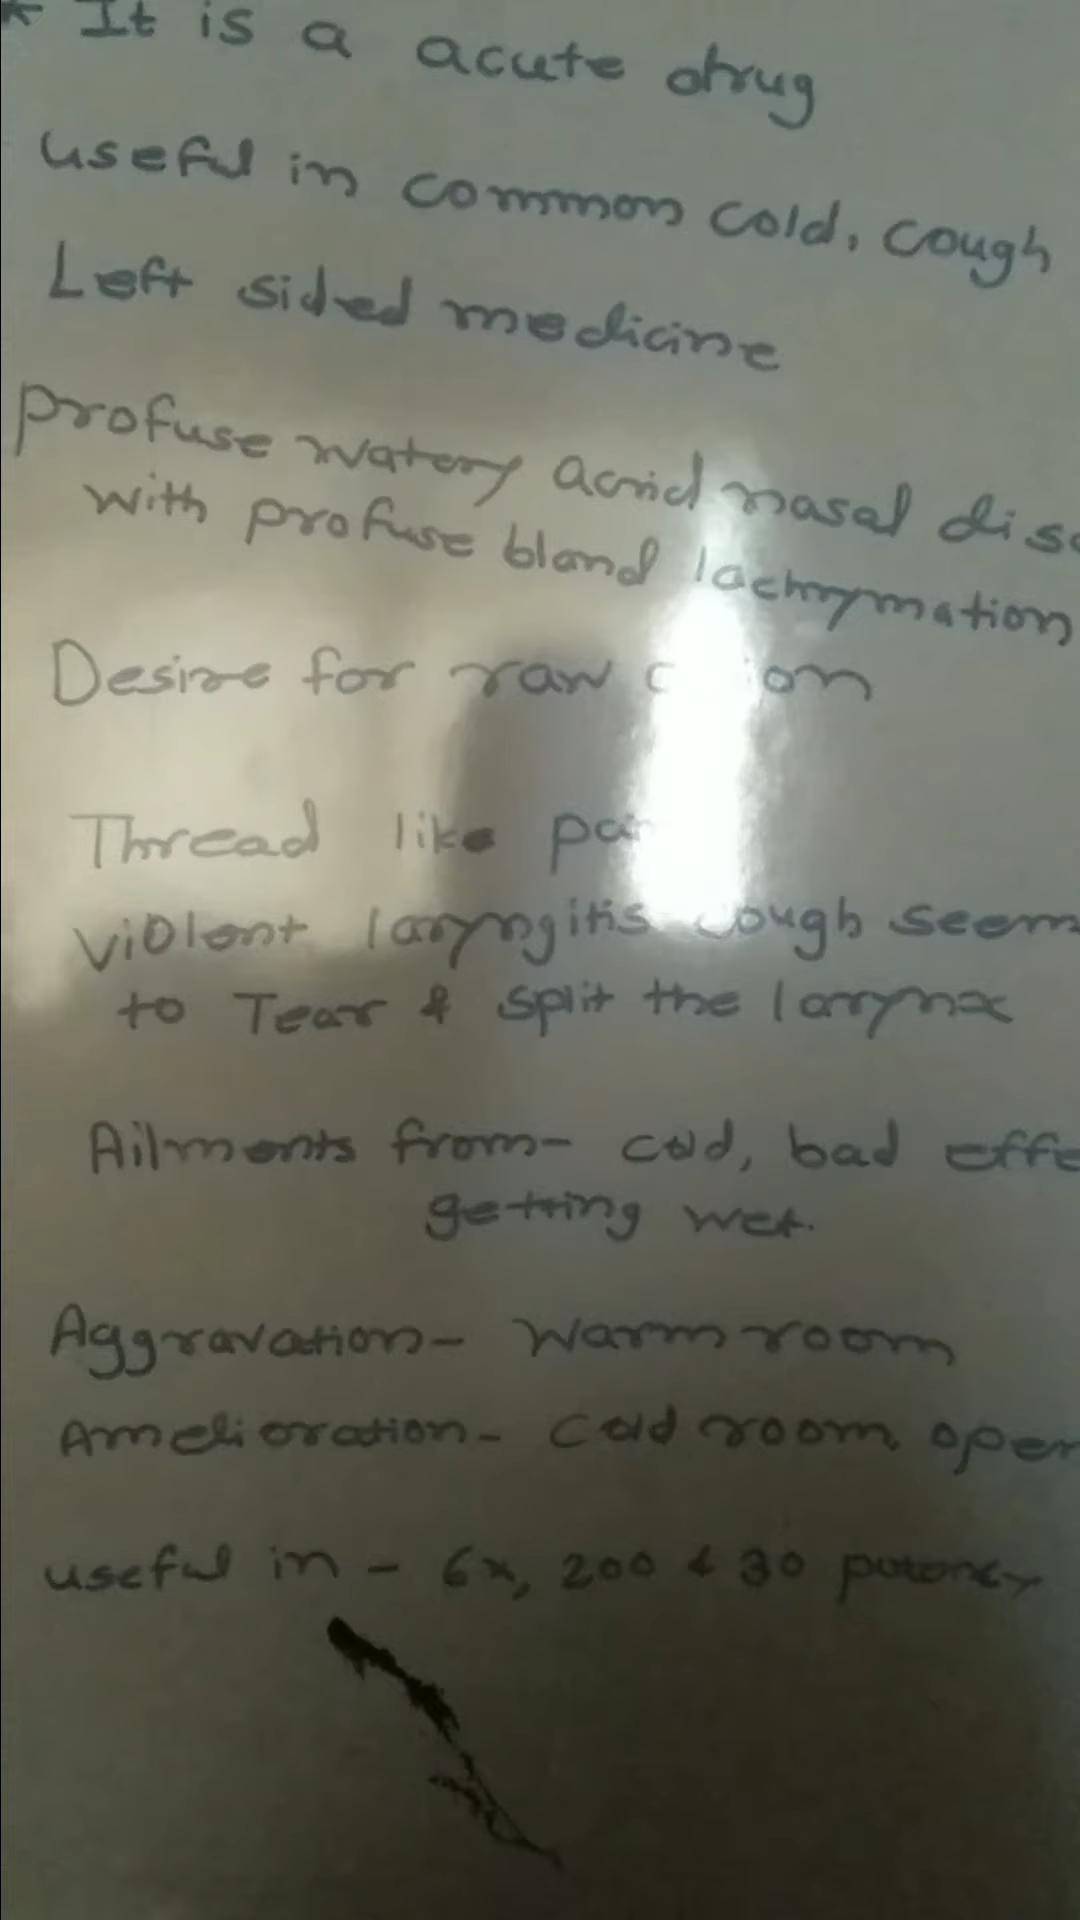 * It is a acute drug
useful in common cold, cough
Left sided medicine
Profuse watery acrid nasal disc
with profuse bland lachrymation
Desire for raw
Thread like
violent laryngitis cough seem
to Tear & split the larynx
Ailments from- cold, bad effe
getting wet.
Aggravation- Warm room
Amelioration- Cold room, open
useful in - 6x, 200 & 30 potency